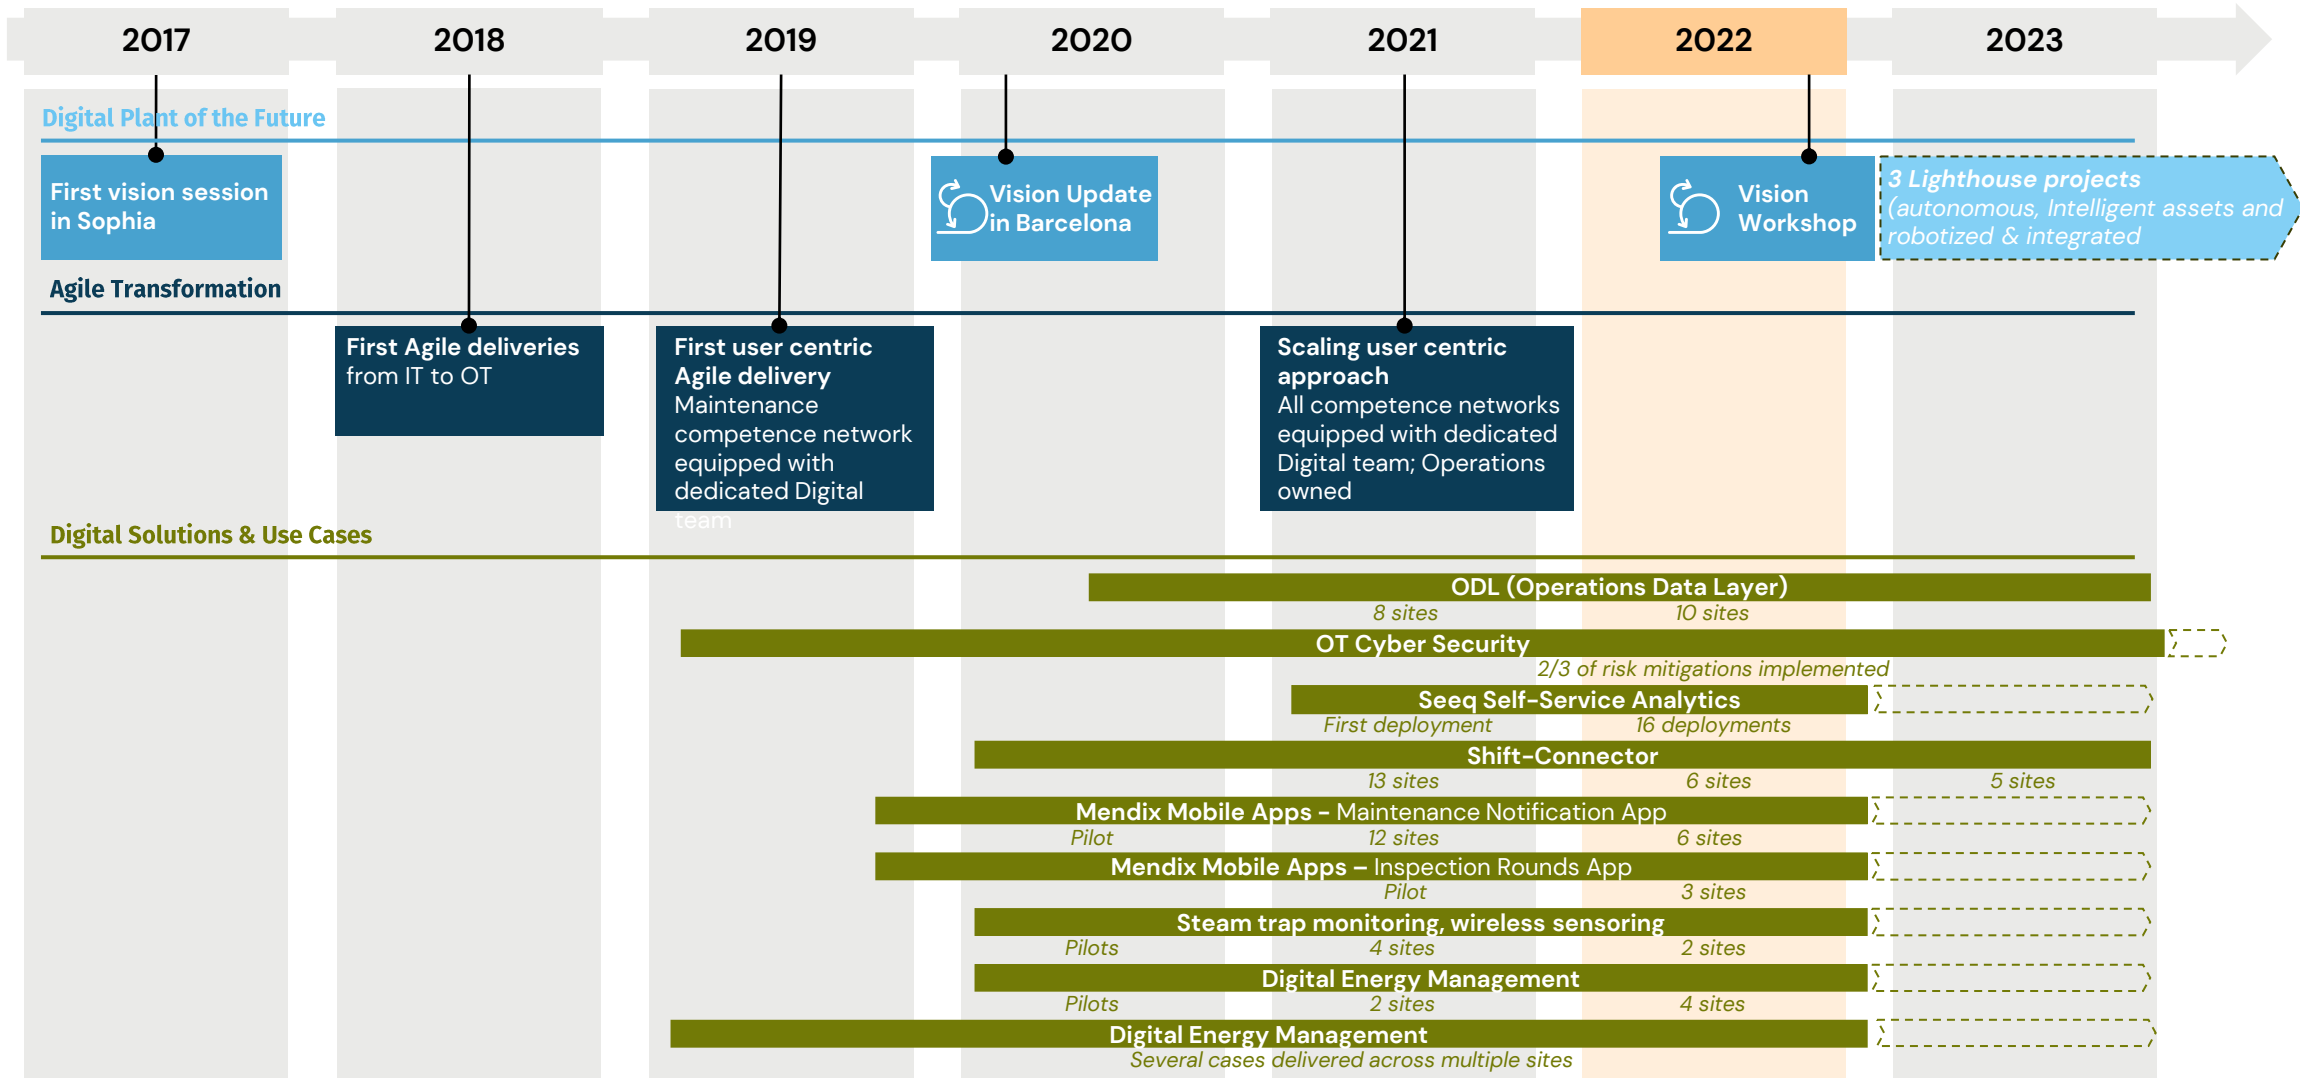 2017
2018
2019
2020
2021
2022
2023
Digital Plant of the Future
First vision session
in Sophia
Vision Update
in Barcelona
Vision
Workshop
3 Lighthouse projects
(autonomous, Intelligent assets and
robotized & integrated
Agile Transformation
First Agile deliveries
from IT to OT
First user centric
Agile delivery
Maintenance
competence network
equipped with
dedicated Digital
team
Scaling user centric
approach
All competence networks
equipped with dedicated
Digital team; Operations
owned
Digital Solutions & Use Cases
ODL (Operations Data Layer)
8 sites
10 sites
OT Cyber Security
2/3 of risk mitigations implemented
Seeq Self-Service Analytics
First deployment
16 deployments
Shift-Connector
13 sites
6 sites
5 sites
Mendix Mobile Apps - Maintenance Notification App
Pilot
12 sites
6 sites
Mendix Mobile Apps – Inspection Rounds App
Pilot
3 sites
Steam trap monitoring, wireless sensoring
Pilots
4 sites
2 sites
Digital Energy Management
Pilots
2 sites
4 sites
Digital Energy Management
Several cases delivered across multiple sites